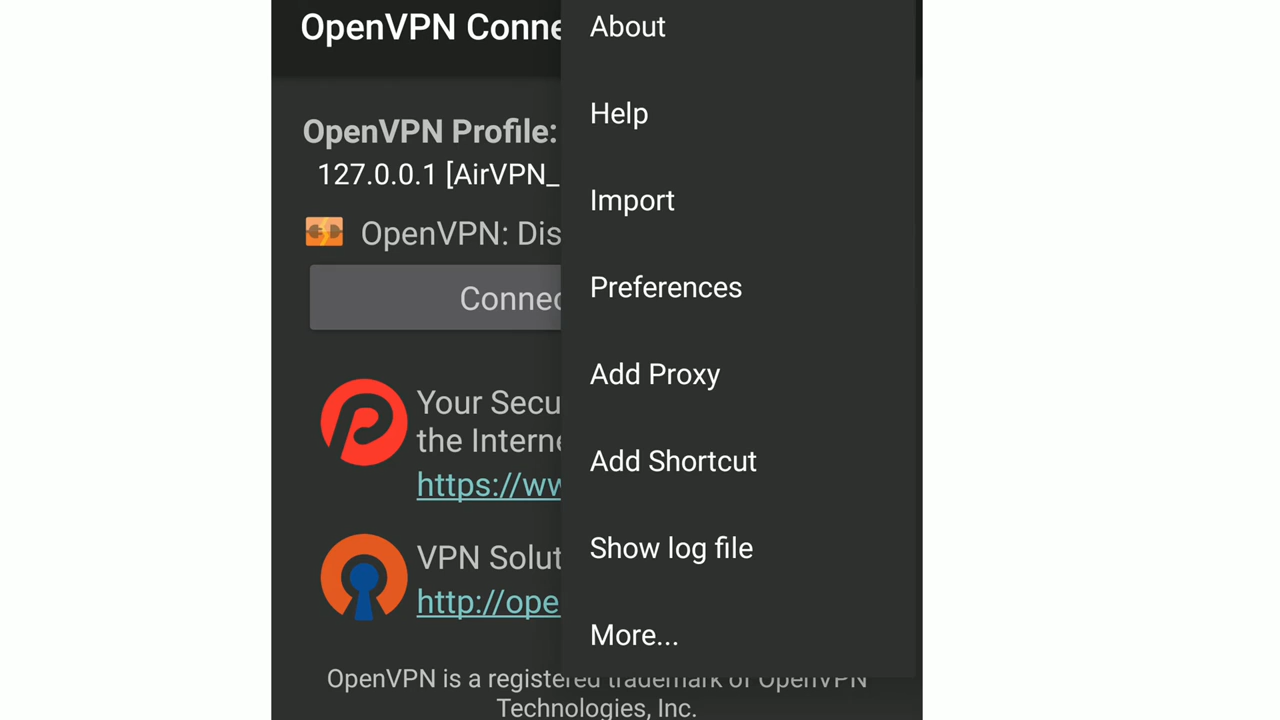 OpenVPN Conne
About
Help
Import
Preferences
Add Proxy
Add Shortcut
Show log file
More...
OpenVPN Profile:
127.0.0.1 [AirVPN_
OpenVPN: Dis
Connec
Your Secu
the Interne
https://ww
VPN Solut
http://ope
OpenVPN is a registered trademark of OpenVPN
Technologies, Inc.